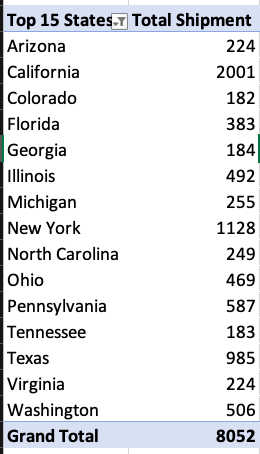 Top 15 States Total Shipment
Arizona 224
California 2001
Colorado 182
Florida 383
Georgia 184
Illinois 492
Michigan 255
New York 1128
North Carolina 249
Ohio 469
Pennsylvania 587
Tennessee 183
Texas 985
Virginia 224
Washington 506
Grand Total 8052